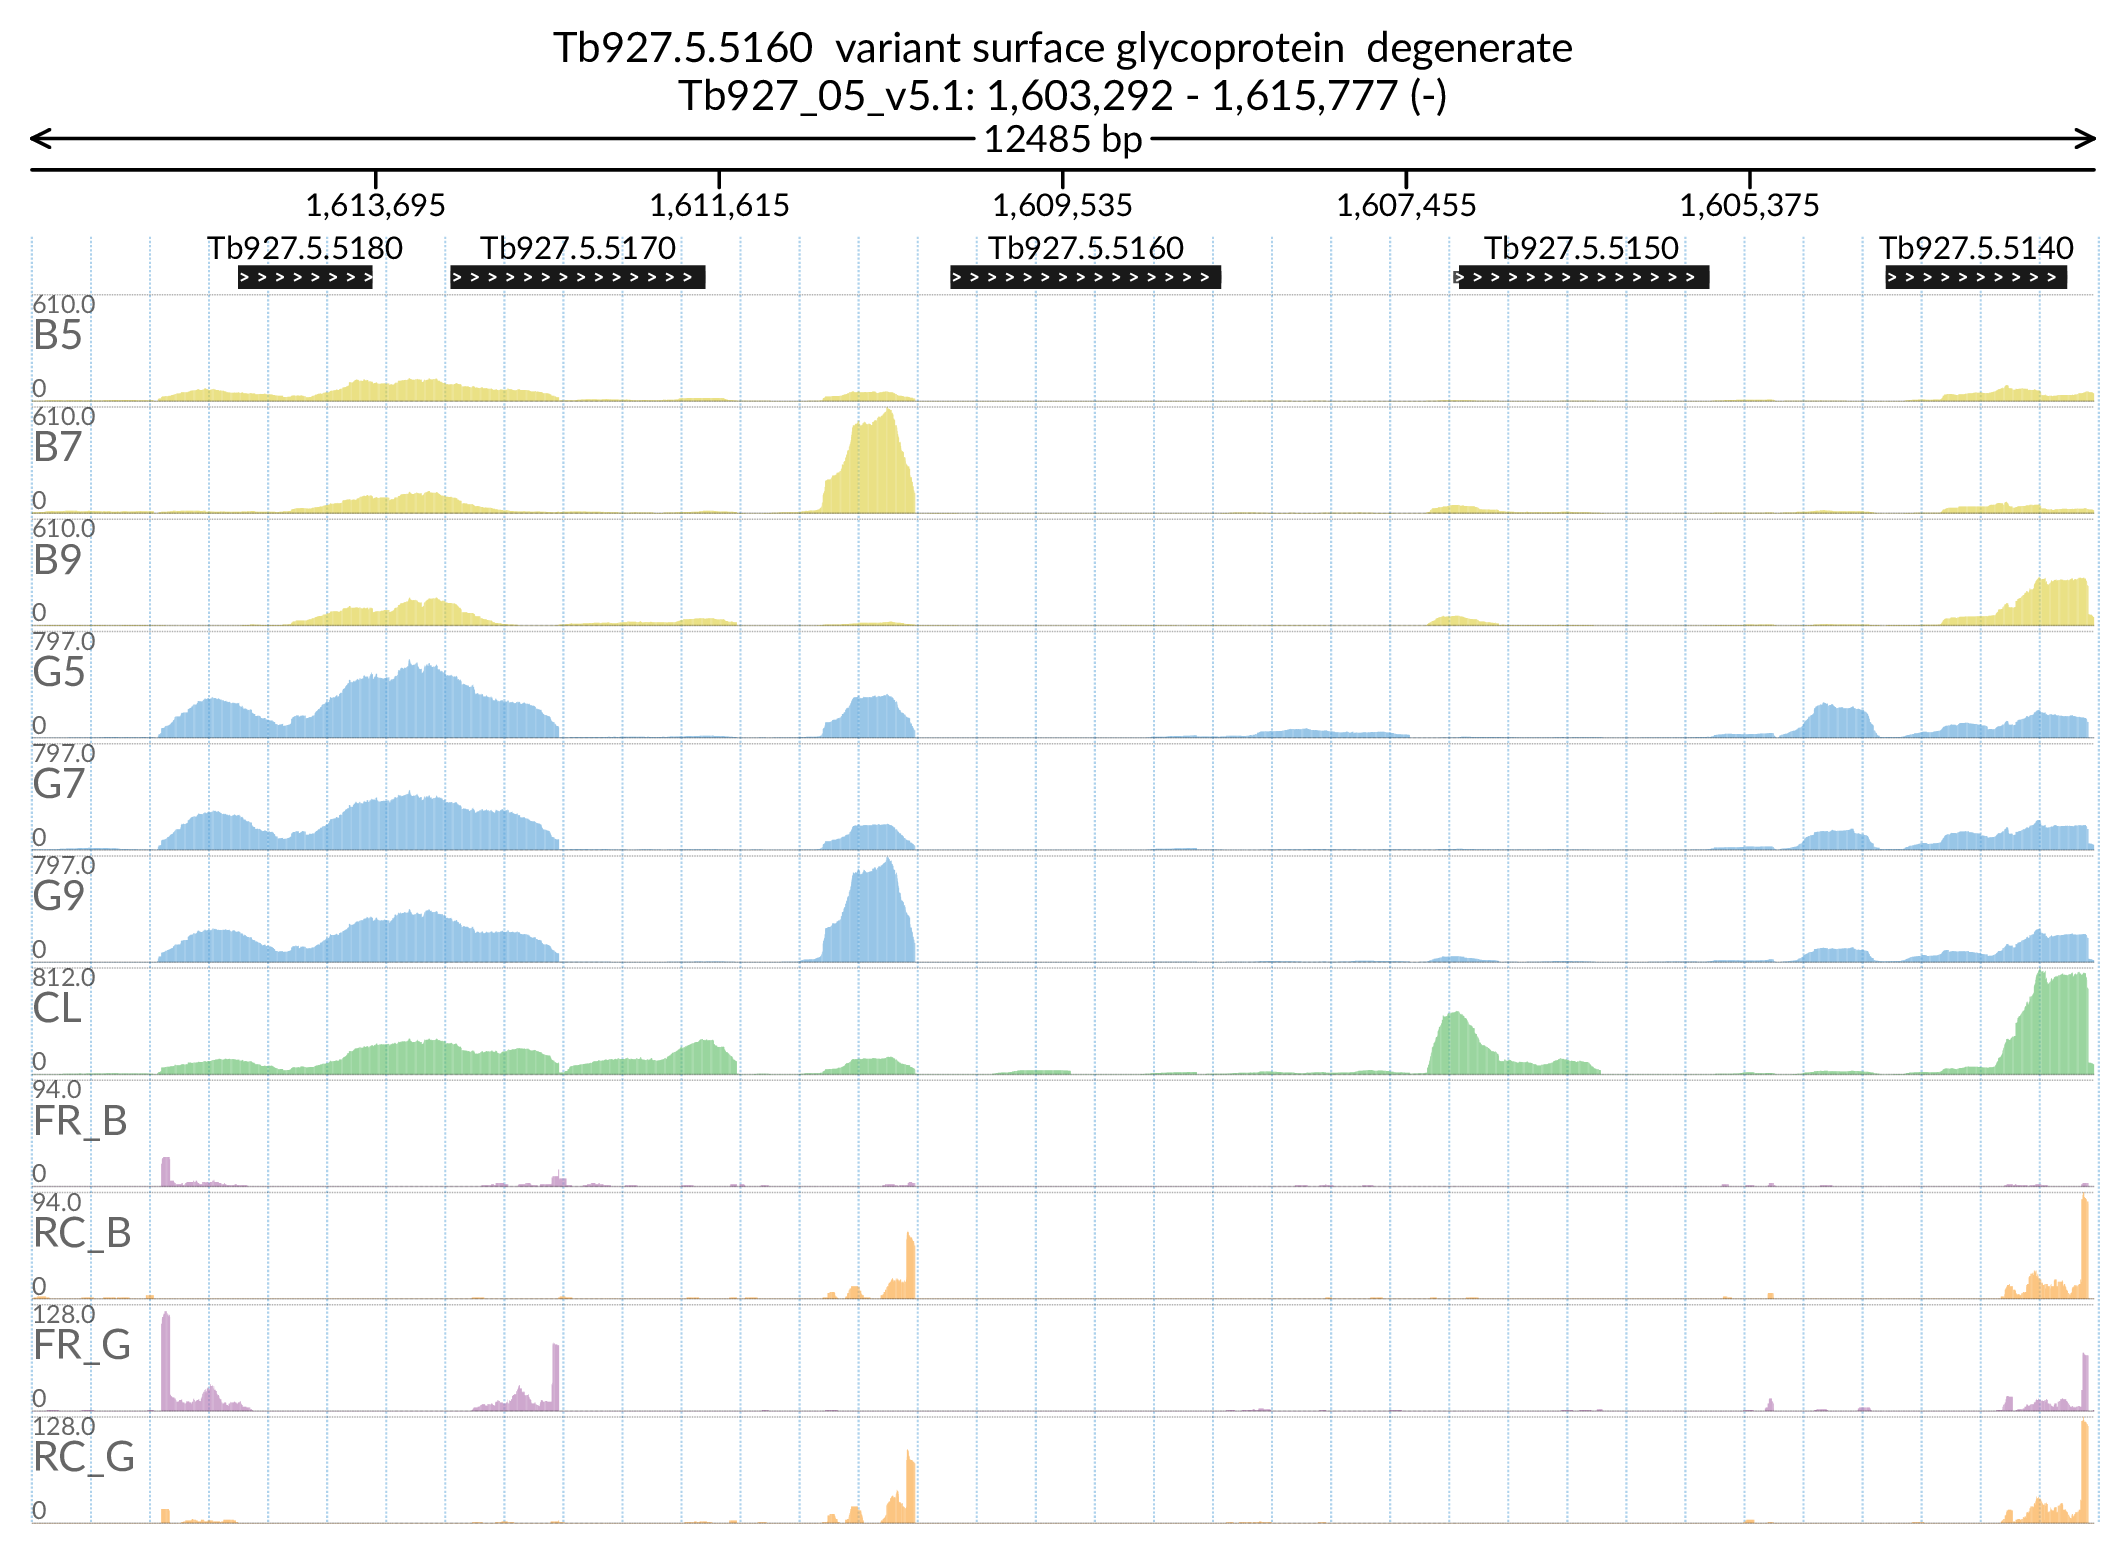 Tb927.5.5160  variant surface glycoprotein  degenerate
Tb927_05_v5.1: 1,603,292 - 1,615,777 (-)
12485 bp
1,613,695 1,611,615 1,609,535 1,607,455 1,605,375
Tb927.5.5180 Tb927.5.5170 Tb927.5.5160 Tb927.5.5150 Tb927.5.5140
610.0
B5
0
610.0
B7
0
610.0
B9
0
797.0
G5
0
797.0
G7
0
797.0
G9
0
812.0
CL
0
94.0
FR_B
0
94.0
RC_B
0
128.0
FR_G
0
128.0
RC_G
0